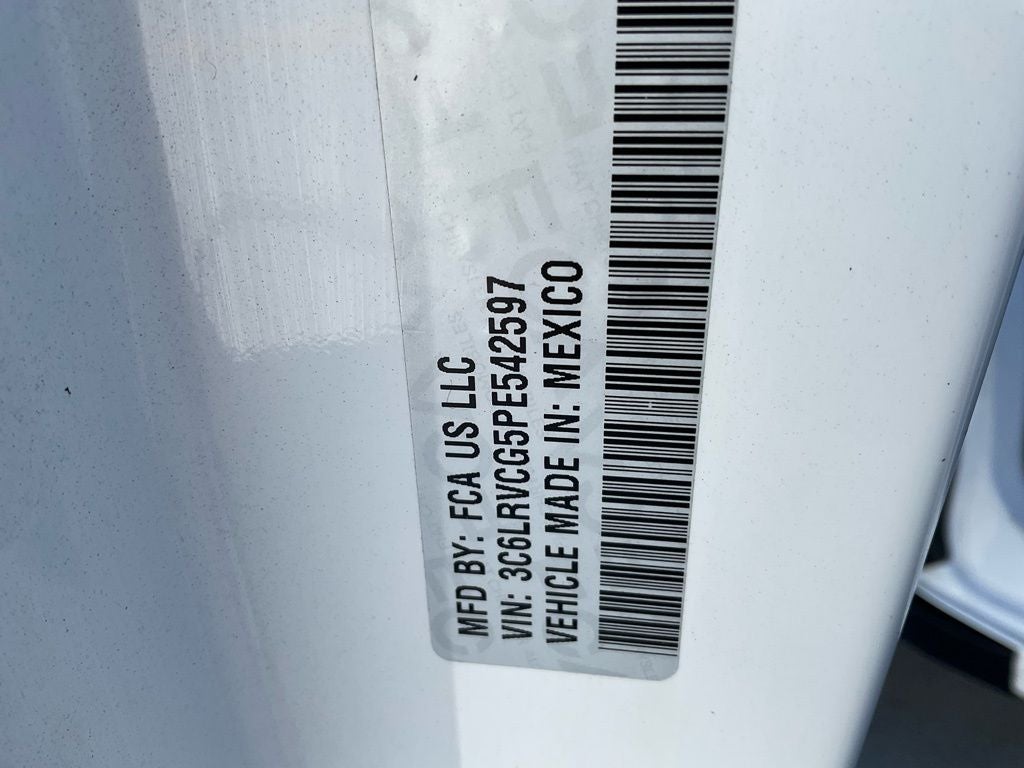 MFD BY: FCA US LLC
VIN: 3C6LRVCG5PE542597
VEHICLE MADE IN: MEXICO